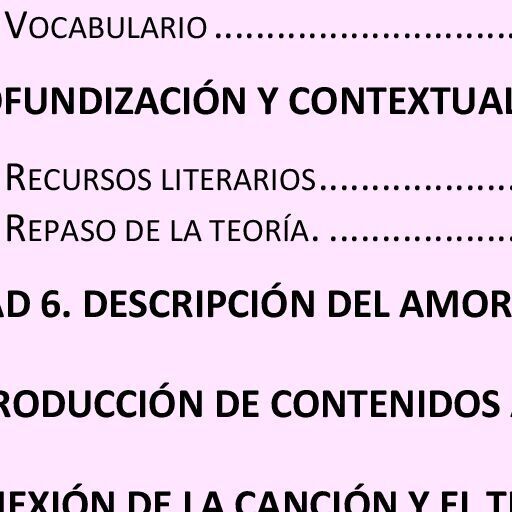 VOCABULARIO ..............................
FUNDIZACIÓN Y CONTEXTUAL
RECURSOS LITERARIOS...................
REPASO DE LA TEORÍA. ..................
AD 6. DESCRIPCIÓN DEL AMOR
RODUCCIÓN DE CONTENIDOS
NEXIÓN DE LA CANCIÓN Y EL T